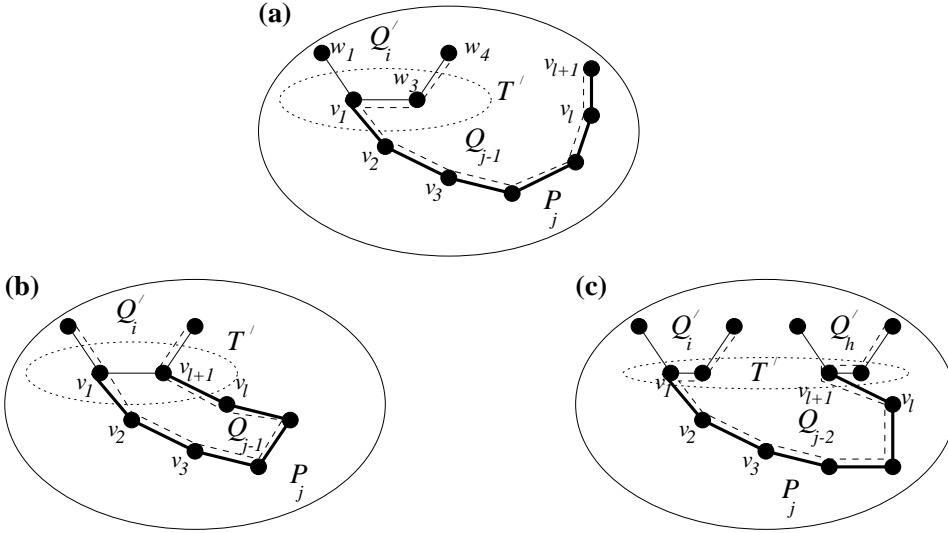 (a)
w1 Q′i w4
w3 T′ vl+1
v1 vl
v2 Qj-1
v3 Pj
(b)
Q′i
T′
v1 vl+1 vl
v2 Qj-1
v3 Pj
(c)
Q′i Q′h
v1 T′ vl+1 vl
v2 Qj-2
v3 Pj